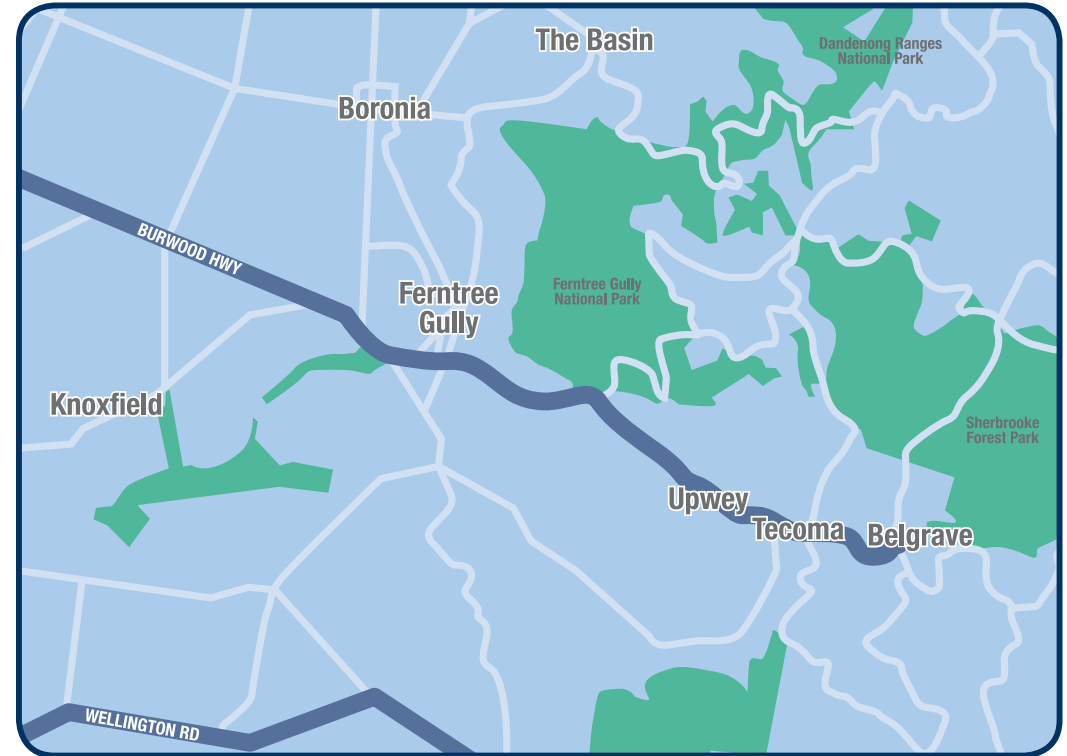 The Basin
Dandenong Ranges
National Park
Boronia
BURWOOD HWY
Ferntree
Gully
Ferntree Gully
National Park
Knoxfield
Sherbrooke
Forest Park
Upwey
Tecoma
Belgrave
WELLINGTON RD